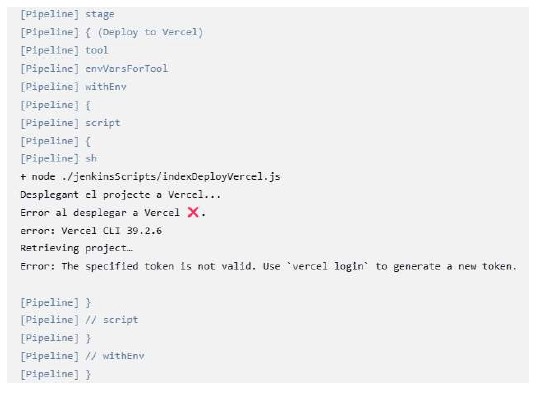 [Pipeline] stage
[Pipeline] { (Deploy to Vercel)
[Pipeline] tool
[Pipeline] envVarsForTool
[Pipeline] withEnv
[Pipeline] {
[Pipeline] script
[Pipeline] {
[Pipeline] sh
+ node ./jenkinsScripts/indexDeployVercel.js
Desplegant el projecte a Vercel...
Error al desplegar a Vercel ❌.
error: Vercel CLI 39.2.6
Retrieving project…
Error: The specified token is not valid. Use `vercel login` to generate a new token.
[Pipeline] }
[Pipeline] // script
[Pipeline] }
[Pipeline] // withEnv
[Pipeline] }